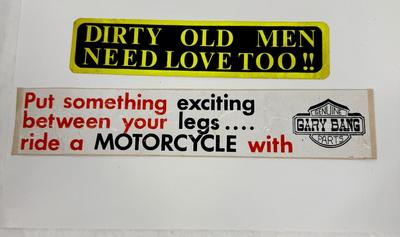 DIRTY OLD MEN
NEED LOVE TOO!!
Put something exciting
between your legs....
ride a MOTORCYCLE with
GENUINE
GARY BANG
PARTS